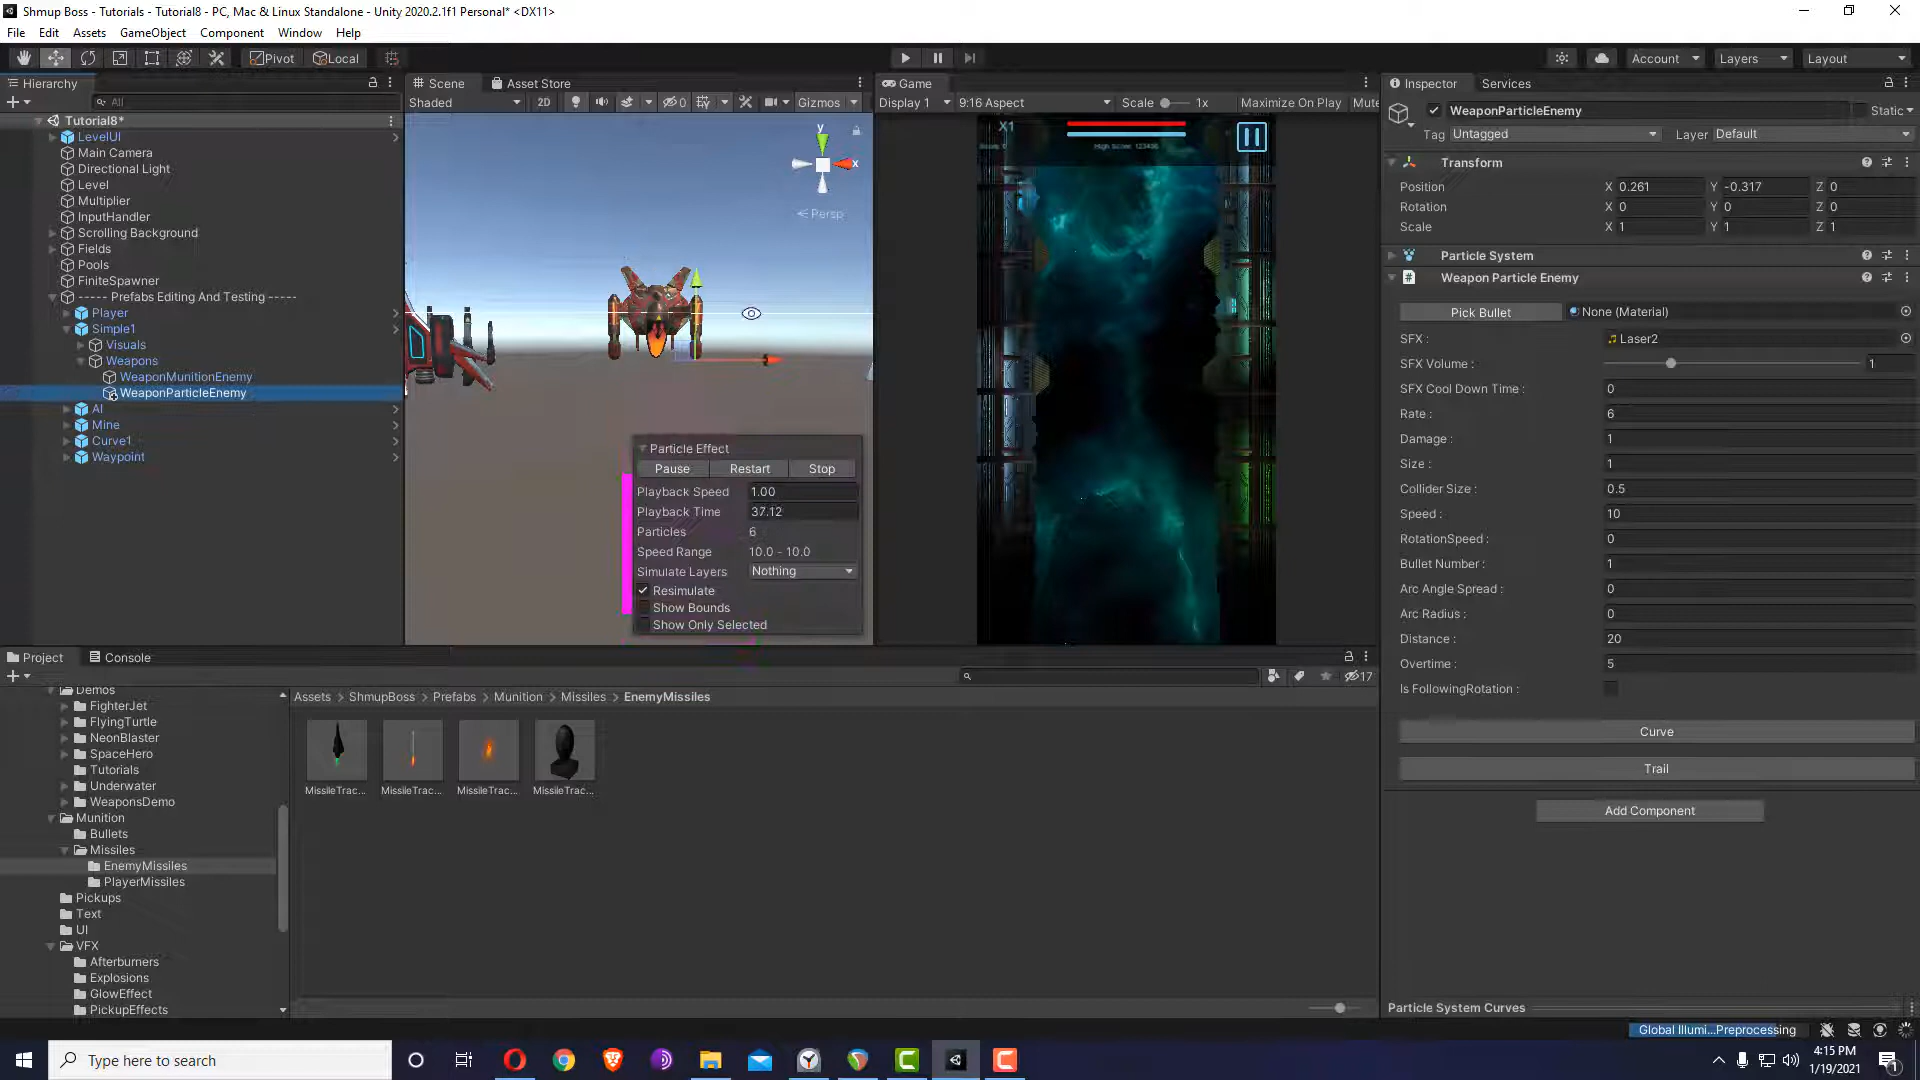 Shmup Boss - Tutorials - Tutorial8 - PC, Mac & Linux Standalone - Unity 2020.2.1f1 Personal* <DX11>
File Edit Assets GameObject Component Window Help
Pivot Local Account Layers Layout
Hierarchy
All
Tutorial8*
LevelUI
Main Camera
Directional Light
Level
Multiplier
InputHandler
Scrolling Background
Fields
Pools
FiniteSpawner
----- Prefabs Editing And Testing -----
Player
Simple1
Visuals
Weapons
WeaponMunitionEnemy
WeaponParticleEnemy
AI
Mine
Curve1
Waypoint
Scene Asset Store
Shaded 2D 0 Gizmos
y
x
Persp
Particle Effect
Pause Restart Stop
Playback Speed 1.00
Playback Time 37.12
Particles 6
Speed Range 10.0 - 10.0
Simulate Layers Nothing
Resimulate
Show Bounds
Show Only Selected
Game
Display 1 9:16 Aspect Scale 1x Maximize On Play Mute
X1
High Score: 123456
Inspector Services
WeaponParticleEnemy Static
Tag Untagged Layer Default
Transform
Position X 0.261 Y -0.317 Z 0
Rotation X 0 Y 0 Z 0
Scale X 1 Y 1 Z 1
Particle System
Weapon Particle Enemy
Pick Bullet None (Material)
SFX : Laser2
SFX Volume : 1
SFX Cool Down Time : 0
Rate : 6
Damage : 1
Size : 1
Collider Size : 0.5
Speed : 10
RotationSpeed : 0
Bullet Number : 1
Arc Angle Spread : 0
Arc Radius : 0
Distance : 20
Overtime : 5
Is FollowingRotation :
Curve
Trail
Add Component
Particle System Curves
Project Console
17
Demos
FighterJet
FlyingTurtle
NeonBlaster
SpaceHero
Tutorials
Underwater
WeaponsDemo
Munition
Bullets
Missiles
EnemyMissiles
PlayerMissiles
Pickups
Text
UI
VFX
Afterburners
Explosions
GlowEffect
PickupEffects
Assets ShmupBoss Prefabs Munition Missiles EnemyMissiles
MissileTrac... MissileTrac... MissileTrac... MissileTrac...
Global Illumi...Preprocessing
Type here to search
4:15 PM
1/19/2021
1